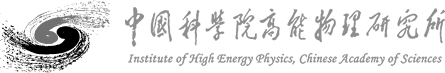 中國科學院高能物理研究所
Institute of High Energy Physics, Chinese Academy of Sciences